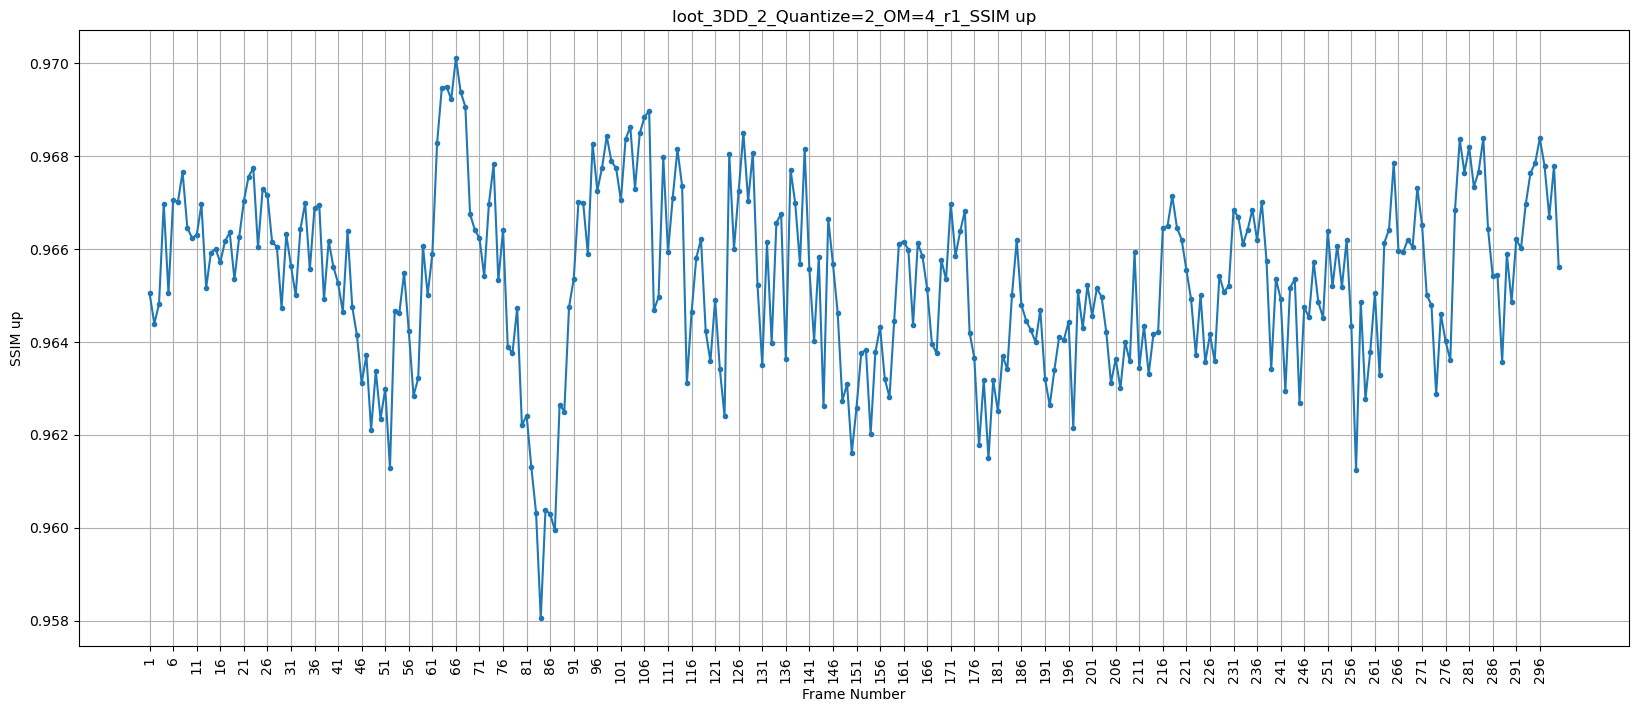 loot_3DD_2_Quantize=2_OM=4_r1_SSIM up
SSIM up
0.970
0.968
0.966
0.964
0.962
0.960
0.958
1 6 11 16 21 26 31 36 41 46 51 56 61 66 71 76 81 86 91 96 101 106 111 116 121 126 131 136 141 146 151 156 161 166 171 176 181 186 191 196 201 206 211 216 221 226 231 236 241 246 251 256 261 266 271 276 281 286 291 296
Frame Number